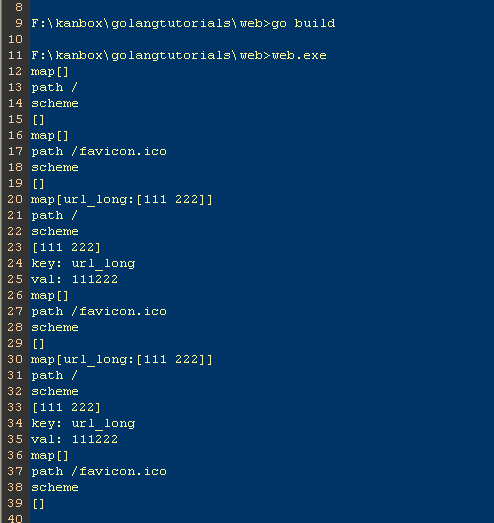 8
9 F:\kanbox\golangtutorials\web>go build
10
11 F:\kanbox\golangtutorials\web>web.exe
12 map[]
13 path /
14 scheme
15 []
16 map[]
17 path /favicon.ico
18 scheme
19 []
20 map[url_long:[111 222]]
21 path /
22 scheme
23 [111 222]
24 key: url_long
25 val: 111222
26 map[]
27 path /favicon.ico
28 scheme
29 []
30 map[url_long:[111 222]]
31 path /
32 scheme
33 [111 222]
34 key: url_long
35 val: 111222
36 map[]
37 path /favicon.ico
38 scheme
39 []
40